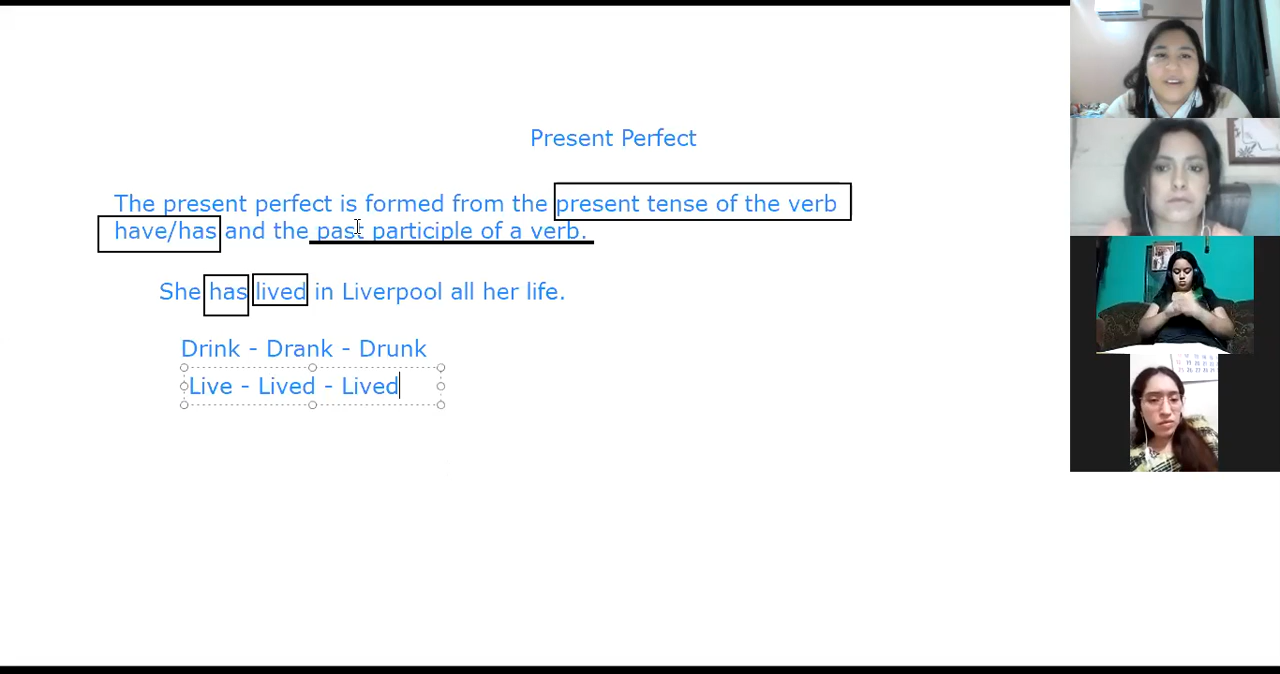 Present Perfect
The present perfect is formed from the present tense of the verb
have/has and the past participle of a verb.
She has lived in Liverpool all her life.
Drink - Drank - Drunk
Live - Lived - Lived